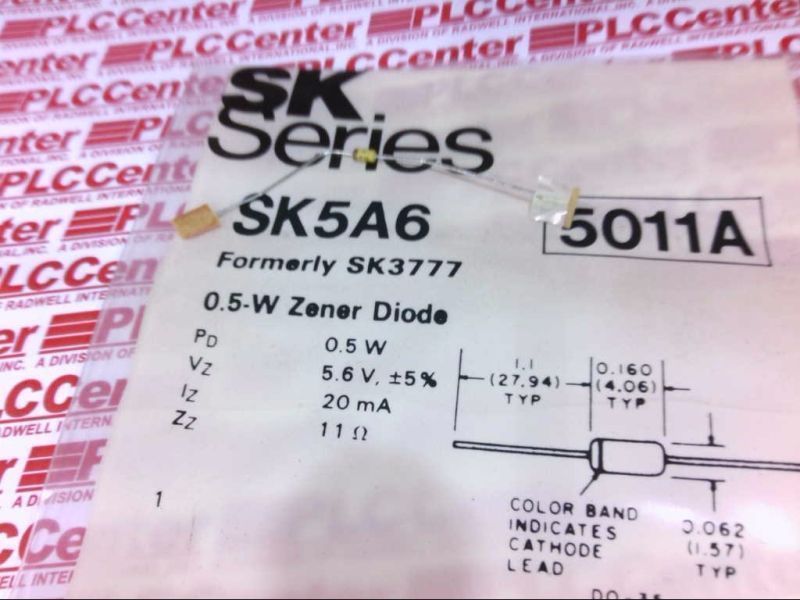 PLCCenter
A DIVISION OF RADWELL INTERNATIONAL, INC.
SK
Series
SK5A6
5011A
Formerly SK3777
0.5-W Zener Diode
PD 0.5 W
VZ 5.6 V, ±5%
IZ 20 mA
ZZ 11 Ω
1
1.1
(27.94)
TYP
0.160
(4.06)
TYP
COLOR BAND
INDICATES
CATHODE
LEAD
0.062
(1.57)
TYP